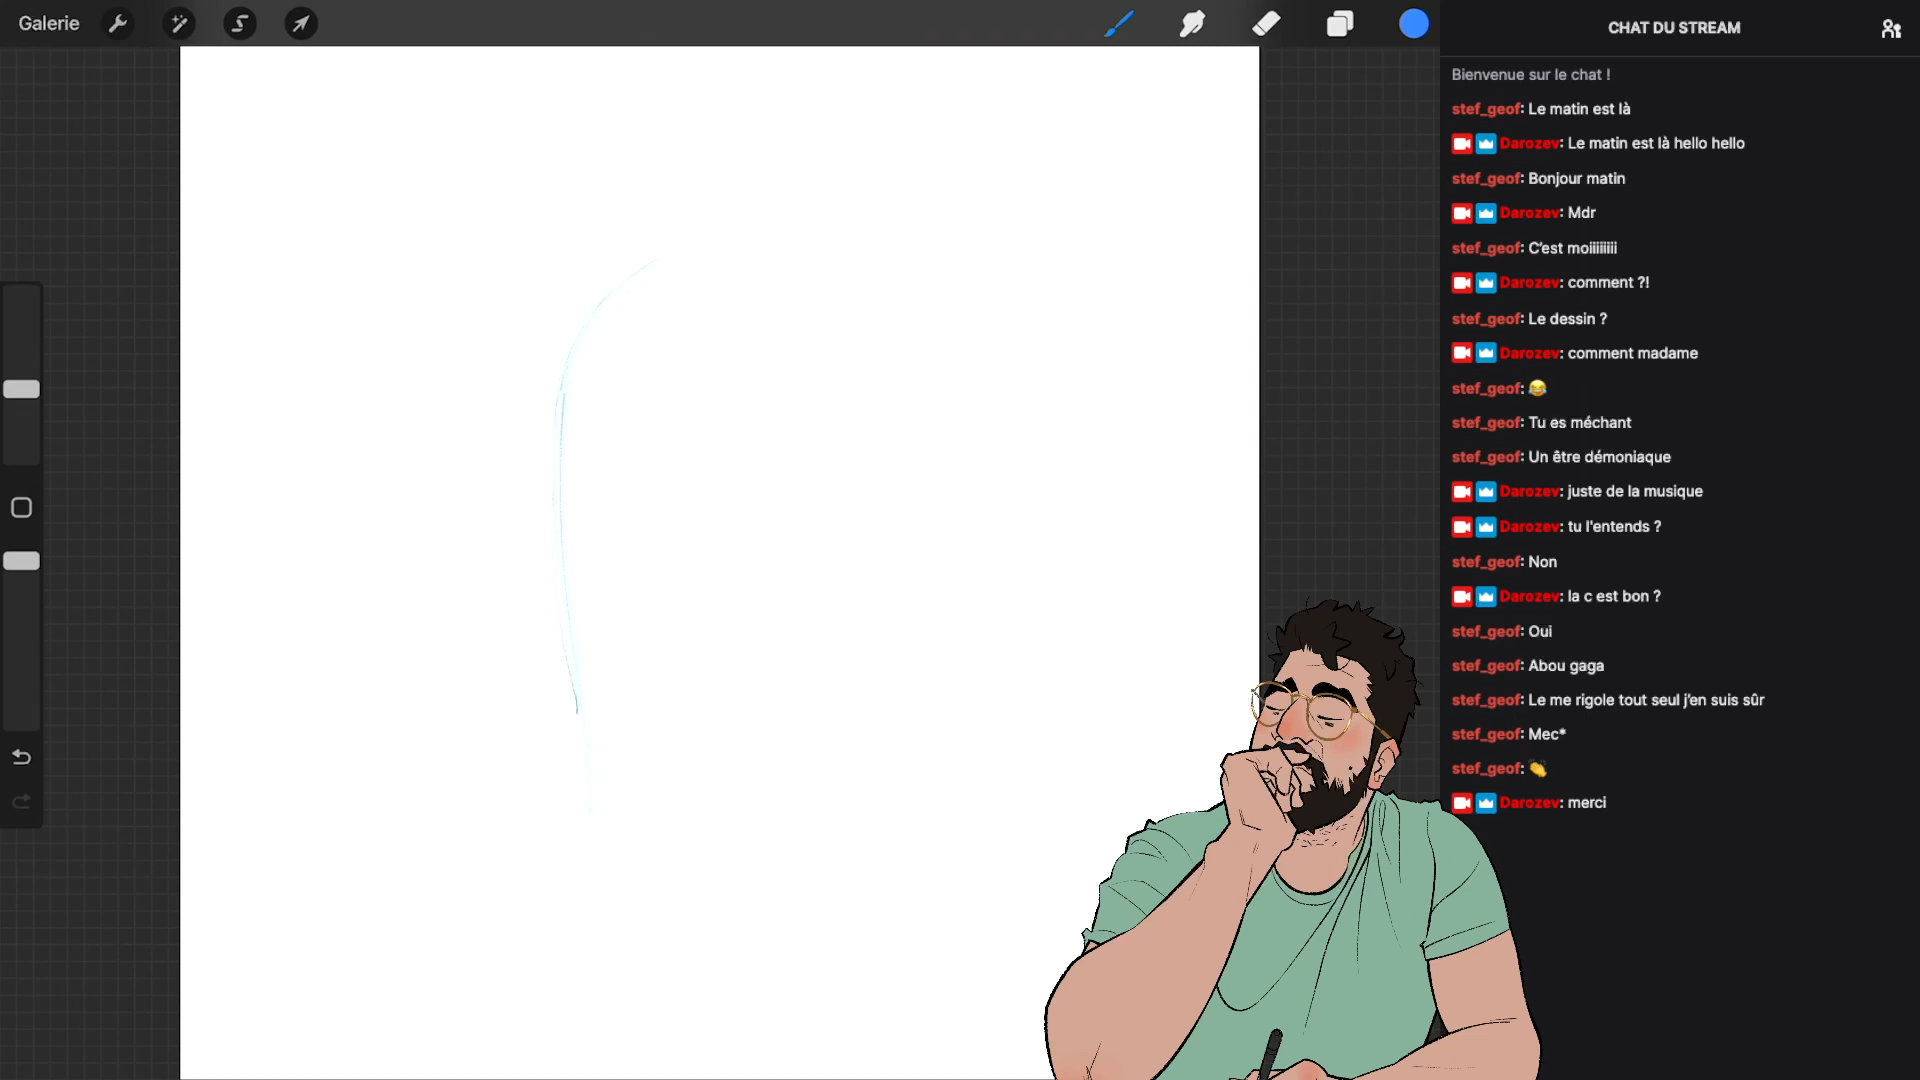 Galerie
CHAT DU STREAM
Bienvenue sur le chat !
stef_geof: Le matin est là
Darozev: Le matin est là hello hello
stef_geof: Bonjour matin
Darozev: Mdr
stef_geof: C'est moiiiiiiiii
Darozev: comment ?!
stef_geof: Le dessin ?
Darozev: comment madame
stef_geof: 😂
stef_geof: Tu es méchant
stef_geof: Un être démoniaque
Darozev: juste de la musique
Darozev: tu l'entends ?
stef_geof: Non
Darozev: la c est bon ?
stef_geof: Oui
stef_geof: Abou gaga
stef_geof: Le me rigole tout seul j'en suis sûr
stef_geof: Mec*
stef_geof: 👏
Darozev: merci